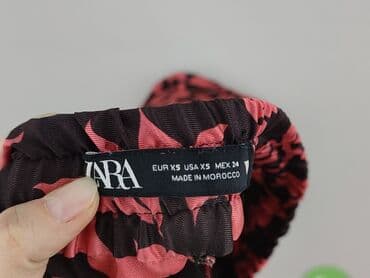 ZARA
EUR XS USA XS MEX 24
MADE IN MOROCCO